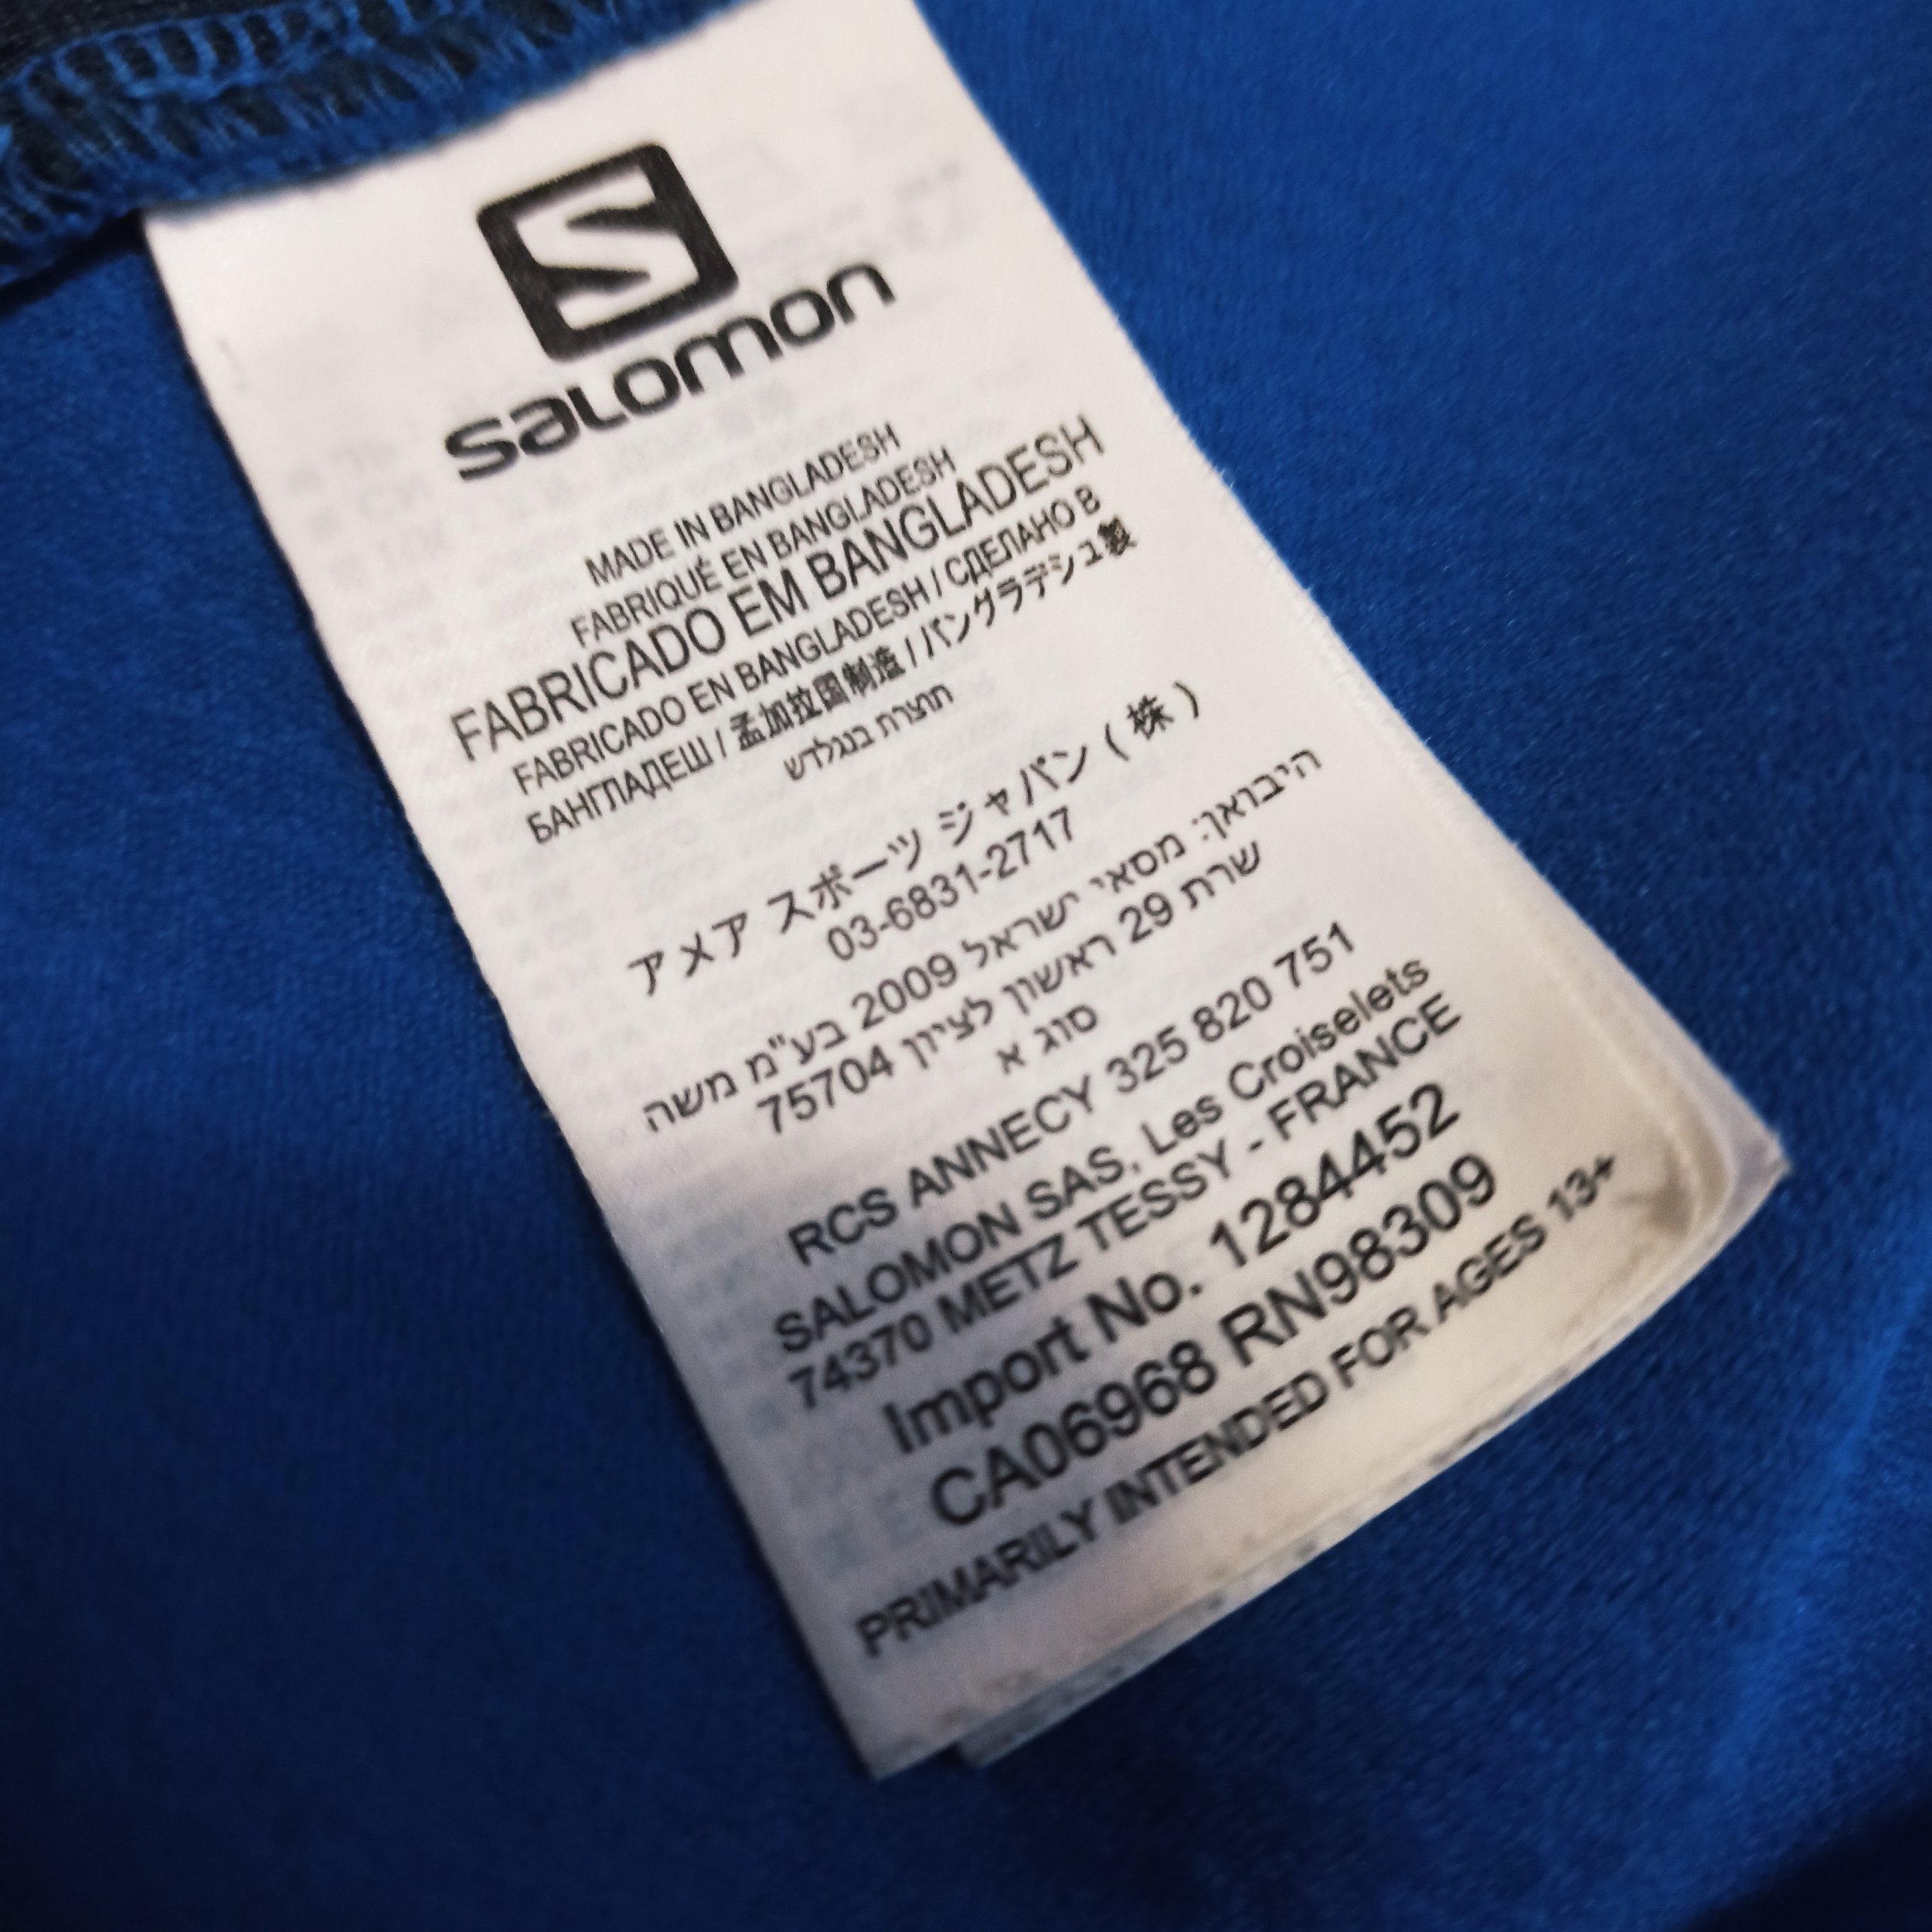 S
salomon
MADE IN BANGLADESH
FABRIQUÉ EN BANGLADESH
FABRICADO EM BANGLADESH
FABRICADO EN BANGLADESH / СДЕЛАНО В
БАНГЛАДЕШ / 孟加拉国制造 / バングラデシュ製
תוצרת בנגלדש
アメア スポーツ ジャパン ( 株 )
03-6831-2717
היבואן: מסאי ישראל 2009 בע"מ משה
שרת 29 ראשון לציון 75704
סוג א
RCS ANNECY 325 820 751
SALOMON SAS, Les Croiselets
74370 METZ TESSY - FRANCE
Import No. 1284452
CA06968 RN98309
PRIMARILY INTENDED FOR AGES 13+